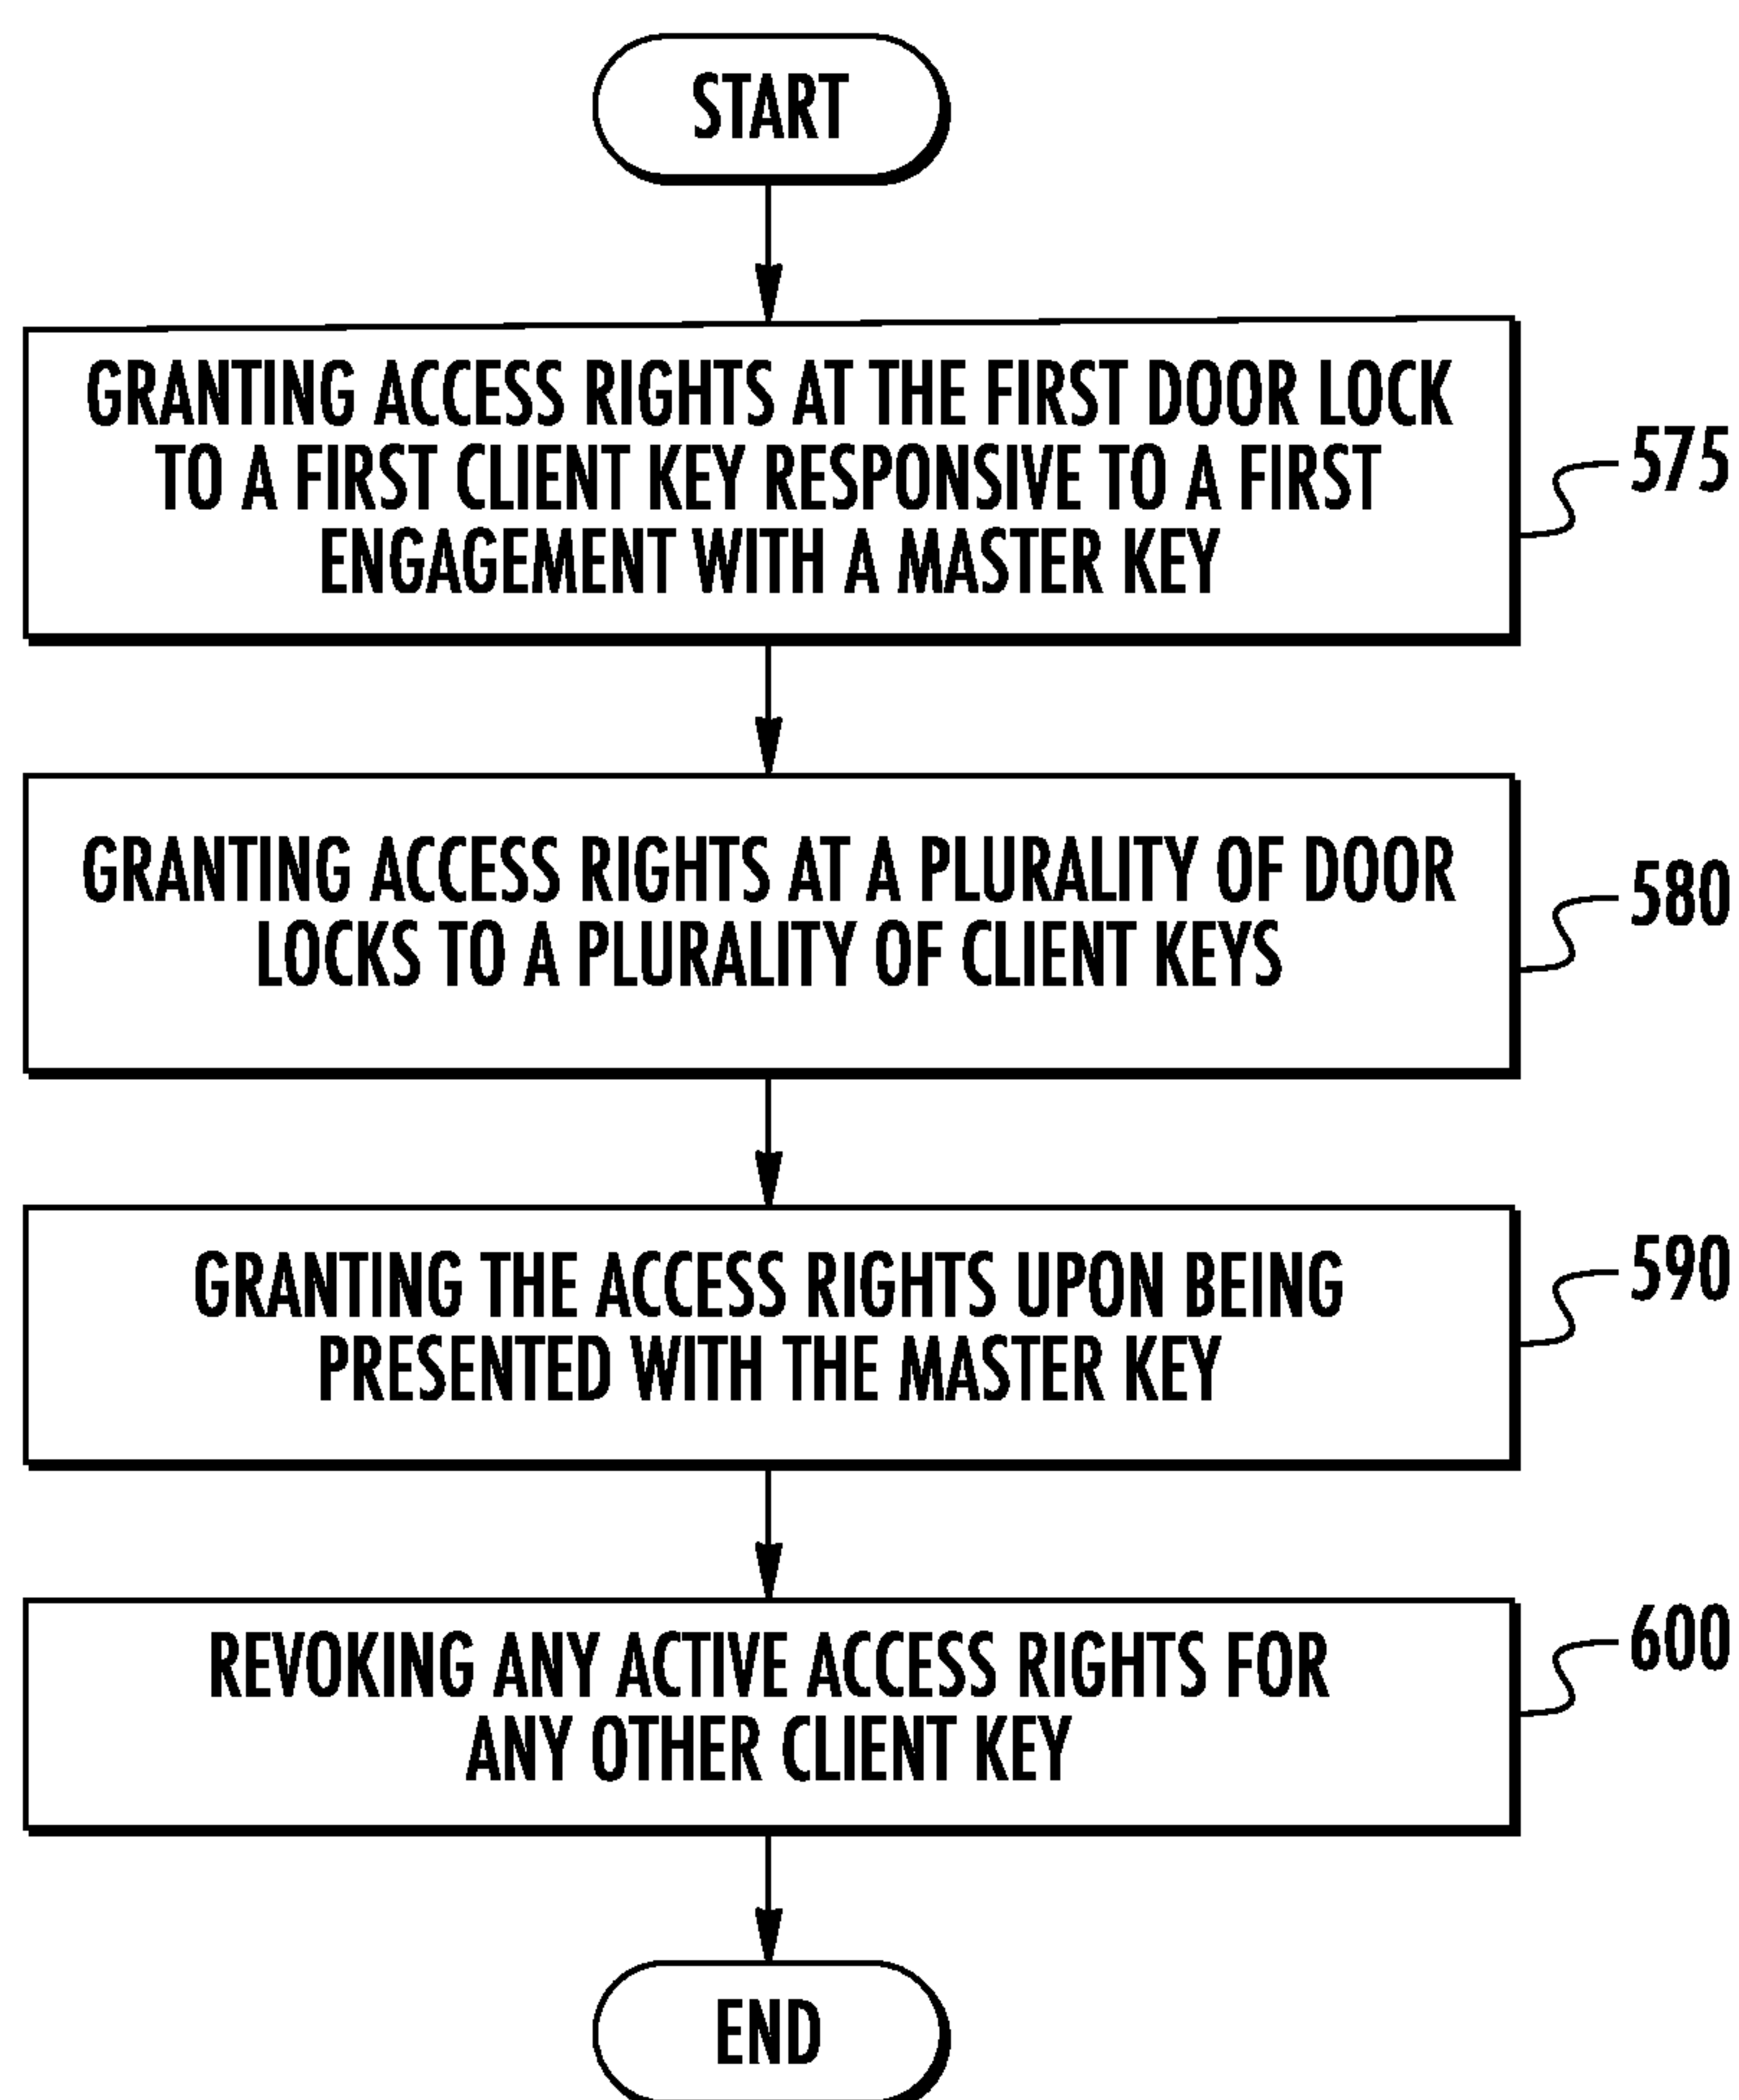 START
GRANTING ACCESS RIGHTS AT THE FIRST DOOR LOCK
TO A FIRST CLIENT KEY RESPONSIVE TO A FIRST
ENGAGEMENT WITH A MASTER KEY
575
GRANTING ACCESS RIGHTS AT A PLURALITY OF DOOR
LOCKS TO A PLURALITY OF CLIENT KEYS
580
GRANTING THE ACCESS RIGHTS UPON BEING
PRESENTED WITH THE MASTER KEY
590
REVOKING ANY ACTIVE ACCESS RIGHTS FOR
ANY OTHER CLIENT KEY
600
END